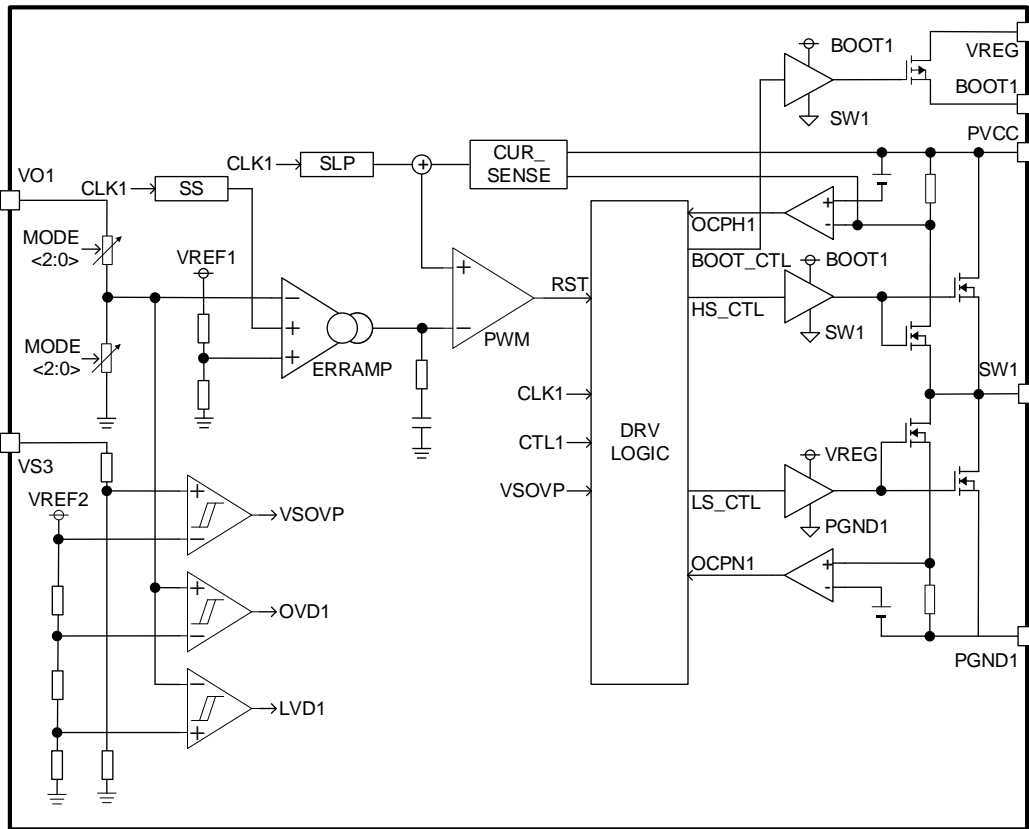 BOOT1
VREG
BOOT1
SW1
PVCC
CLK1
SLP
CUR_
SENSE
VO1
CLK1
SS
MODE
<2:0>
OCPH1
BOOT_CTL
VREF1
BOOT1
RST
HS_CTL
SW1
PWM
MODE
<2:0>
ERRAMP
SW1
CLK1
CTL1
DRV
LOGIC
VS3
VREG
VREF2
VSOVP
VSOVP
LS_CTL
PGND1
OCPN1
OVD1
PGND1
LVD1